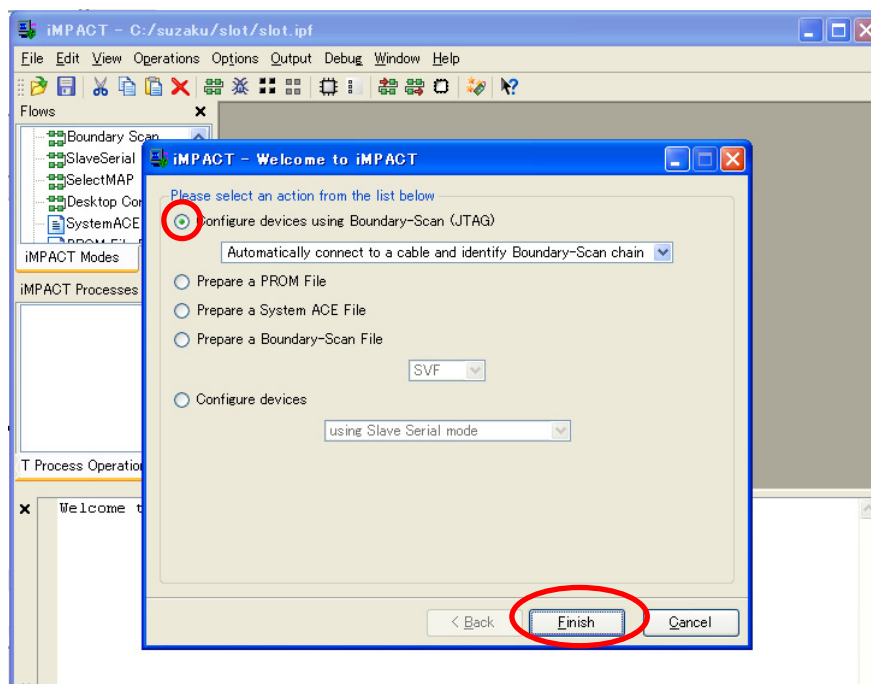 iMPACT - C:/suzaku/slot/slot.ipf
File Edit View Operations Options Output Debug Window Help
Flows
Boundary Scan
SlaveSerial
SelectMAP
Desktop Con
SystemACE
iMPACT Modes
iMPACT Processes
T Process Operation
Welcome t
iMPACT - Welcome to iMPACT
Please select an action from the list below
Configure devices using Boundary-Scan (JTAG)
Automatically connect to a cable and identify Boundary-Scan chain
Prepare a PROM File
Prepare a System ACE File
Prepare a Boundary-Scan File
SVF
Configure devices
using Slave Serial mode
< Back Finish Cancel